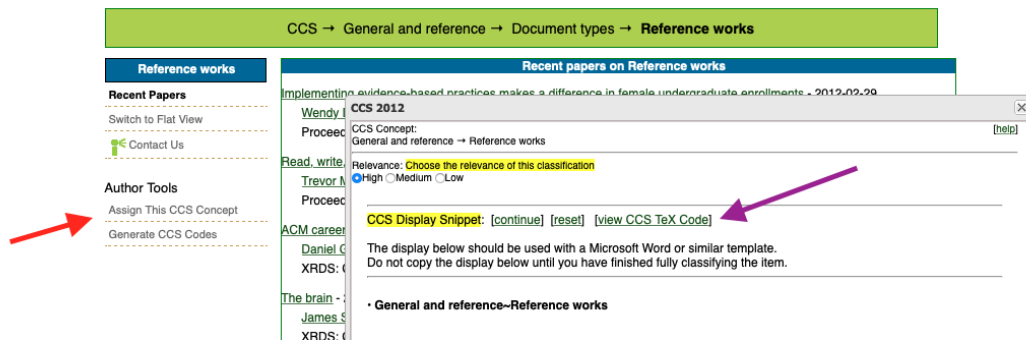 CCS → General and reference → Document types → Reference works
Reference works
Recent Papers
Switch to Flat View
Contact Us
Author Tools
Assign This CCS Concept
Generate CCS Codes
Recent papers on Reference works
Implementing evidence-based practices makes a difference in female undergraduate enrollments - 2012-02-29
Wendy
Proceed
Read, write,
Trevor
Proceed
ACM career
Daniel
XRDS:
The brain -
James
XRDS:
CCS 2012
CCS Concept:
[help]
General and reference → Reference works
Relevance: Choose the relevance of this classification
High Medium Low
CCS Display Snippet: [continue] [reset] [view CCS TeX Code]
The display below should be used with a Microsoft Word or similar template.
Do not copy the display below until you have finished fully classifying the item.
• General and reference~Reference works